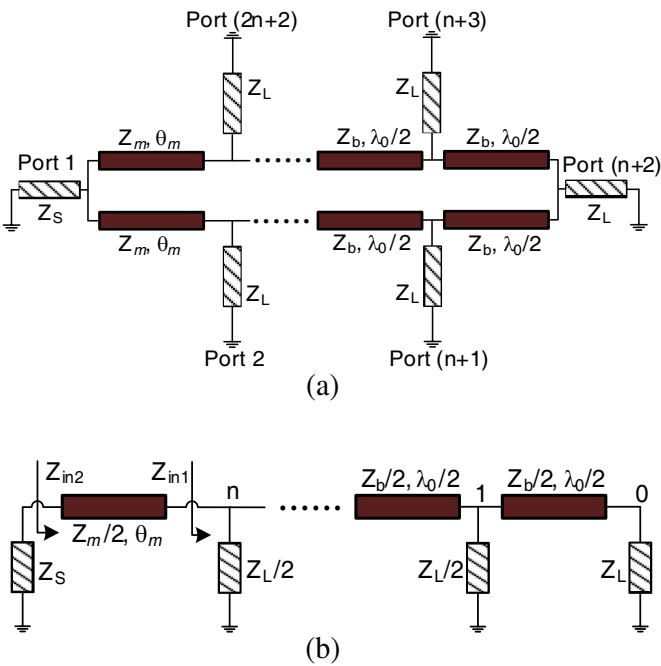 Port (2n+2) Port (n+3)
Z_L Z_L
Z_m, θ_m Z_b, λ_0/2 Z_b, λ_0/2
Port 1 Port (n+2)
Z_S Z_L
Z_m, θ_m Z_b, λ_0/2 Z_b, λ_0/2
Z_L Z_L
Port 2 Port (n+1)
(a)
Z_in2 Z_in1 n Z_b/2, λ_0/2 1 Z_b/2, λ_0/2 0
Z_m/2, θ_m
Z_S Z_L/2 Z_L/2 Z_L
(b)